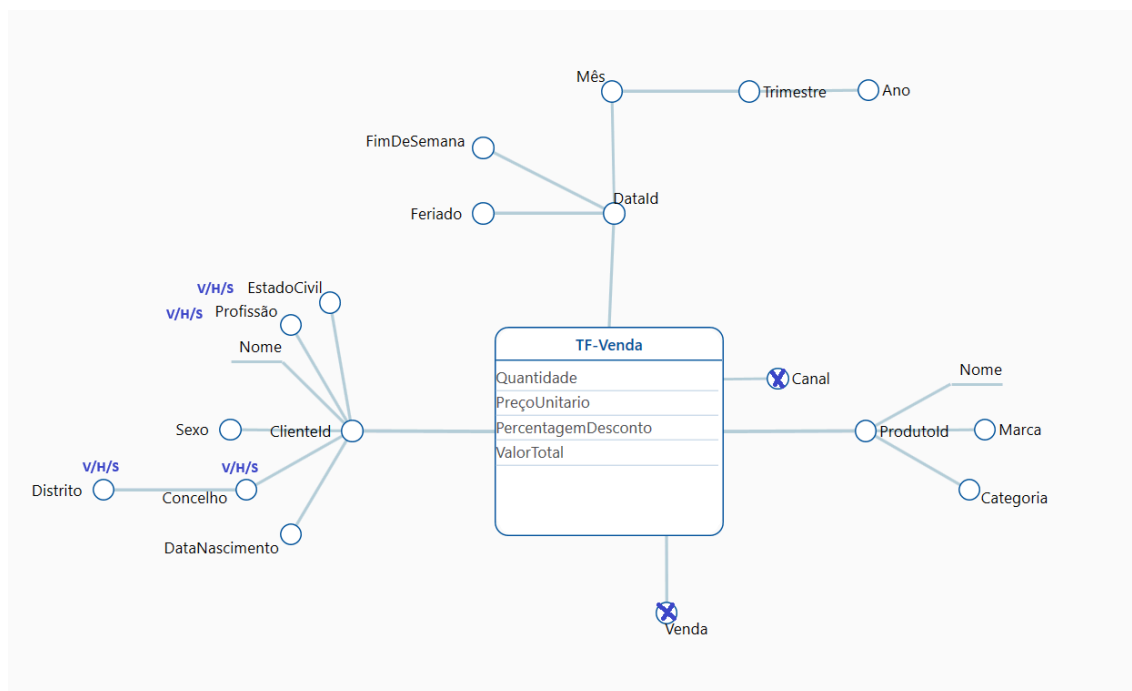 Mês
Trimestre
Ano
FimDeSemana
DataId
Feriado
V/H/S
EstadoCivil
V/H/S
Profissão
Nome
Sexo
ClienteId
V/H/S
V/H/S
Distrito
Concelho
DataNascimento
TF-Venda
Quantidade
PreçoUnitario
PercentagemDesconto
ValorTotal
Canal
Nome
ProdutoId
Marca
Categoria
Venda